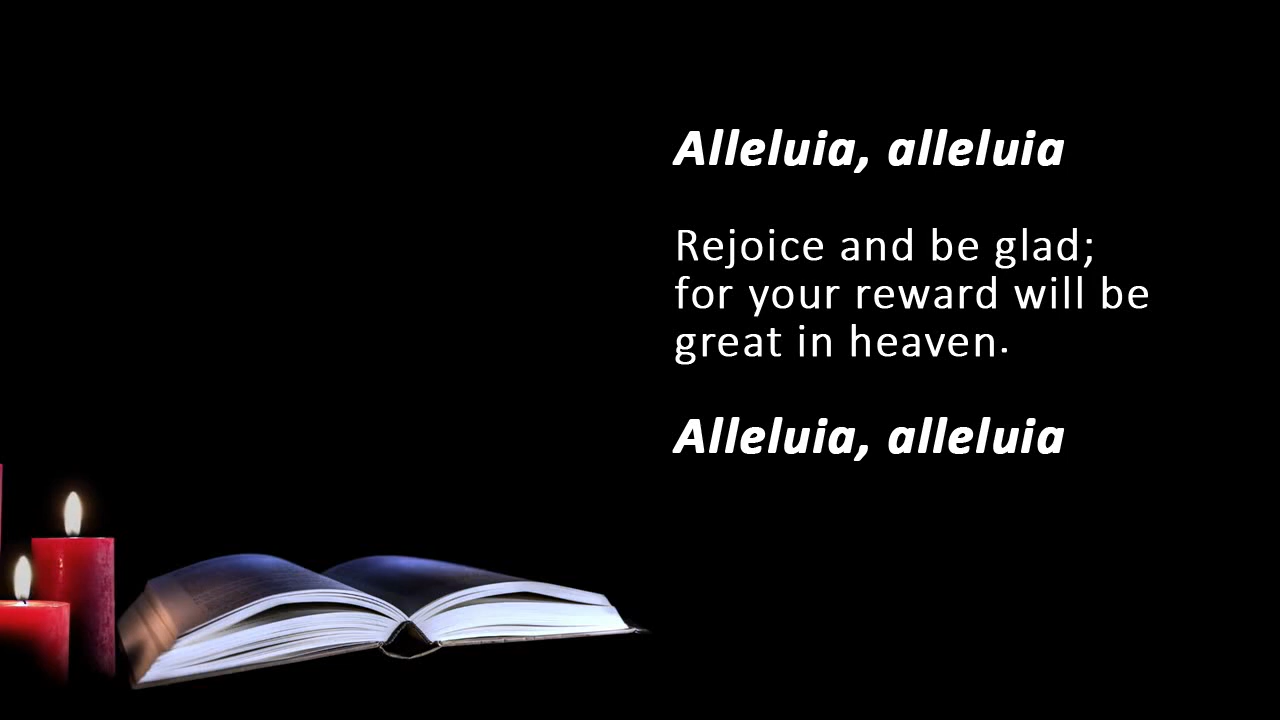 Alleluia, alleluia
Rejoice and be glad;
for your reward will be
great in heaven.
Alleluia, alleluia